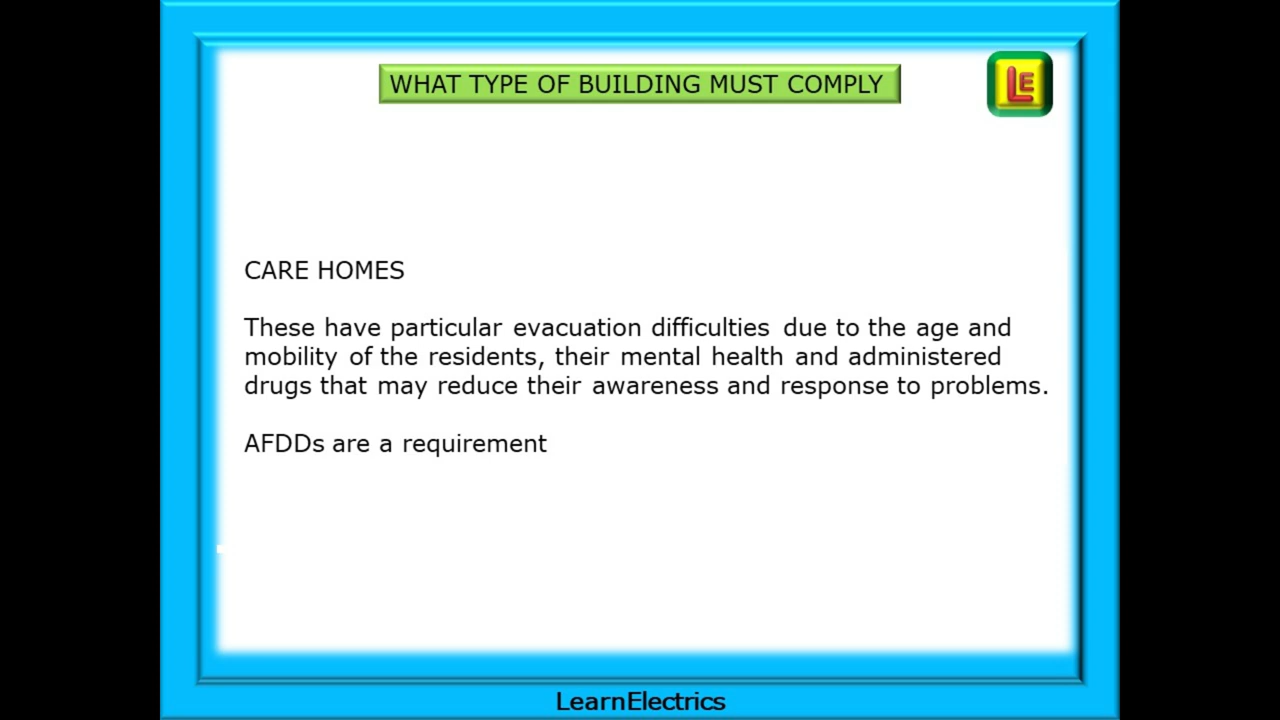 WHAT TYPE OF BUILDING MUST COMPLY
LE
CARE HOMES
These have particular evacuation difficulties due to the age and
mobility of the residents, their mental health and administered
drugs that may reduce their awareness and response to problems.
AFDDs are a requirement
LearnElectrics